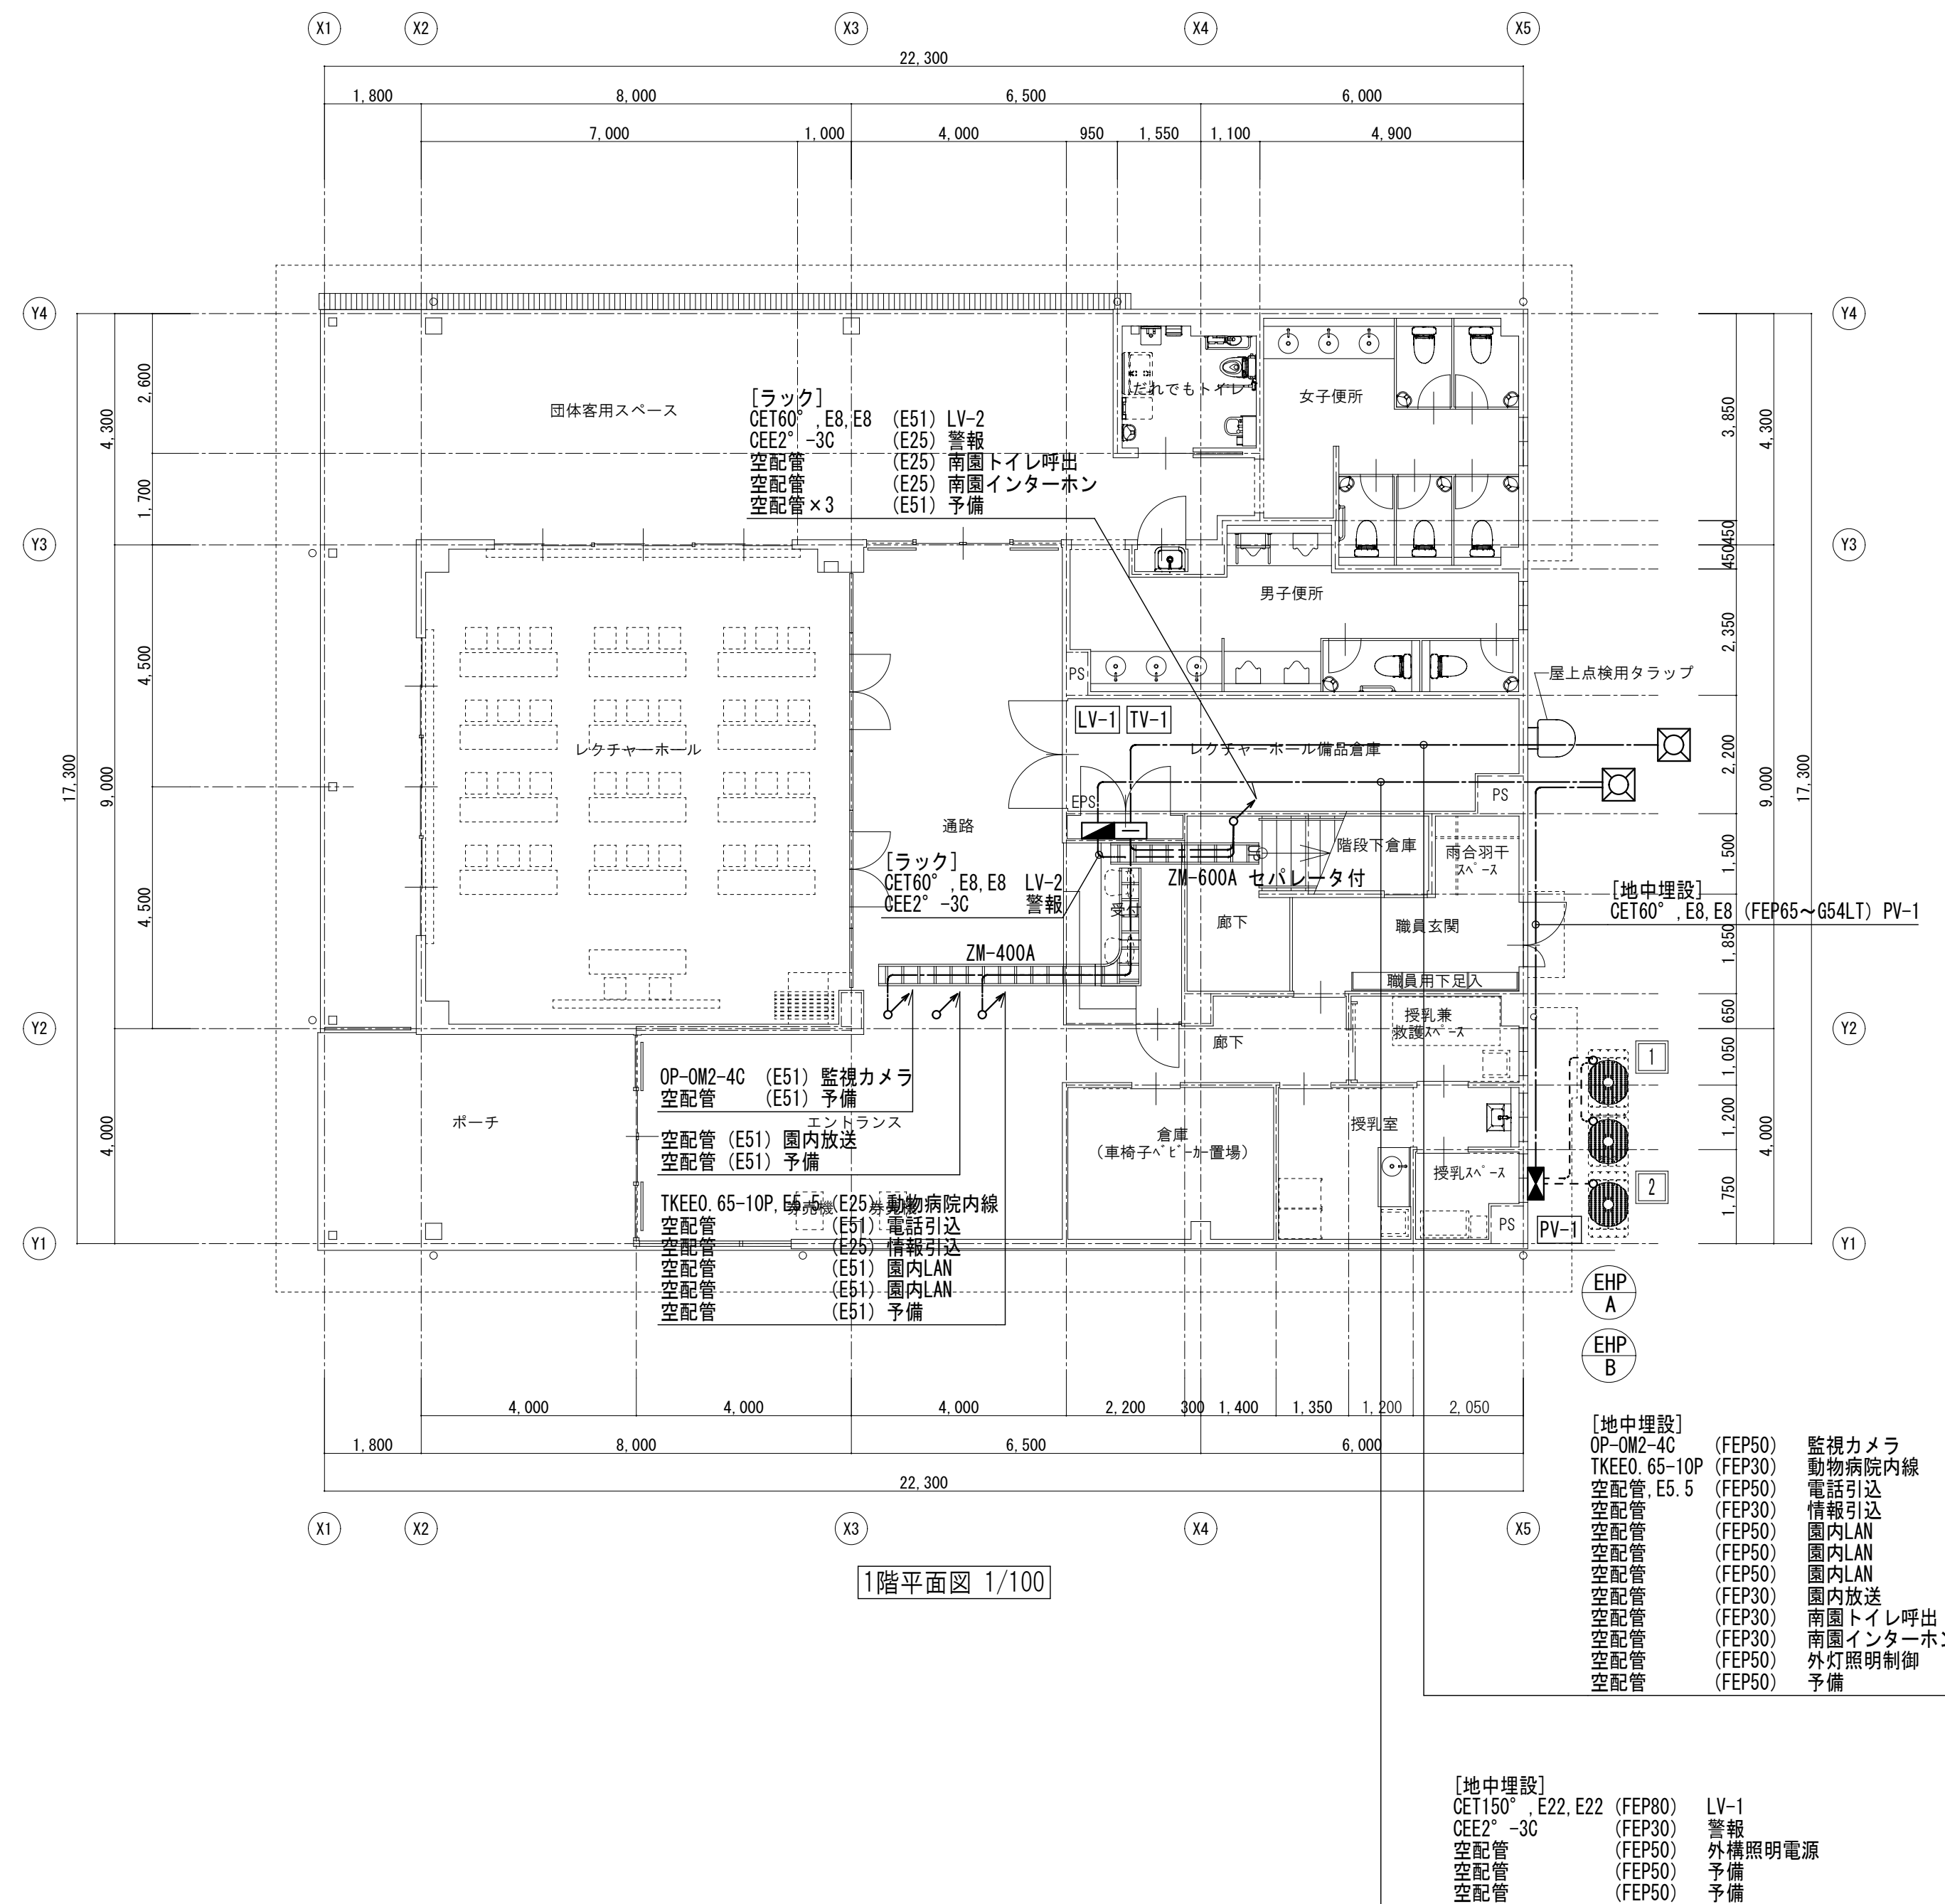 X1 X2 X3 X4 X5
22,300
1,800 8,000 6,500 6,000
7,000 1,000 4,000 950 1,550 1,100 4,900
Y4 Y4
2,600
4,300
1,700
3,850
4,300
団体客用スペース
だれでもトイレ
女子便所
[ラック]
CET60°,E8,E8 (E51) LV-2
CEE2°-3C (E25) 警報
空配管 (E25) 南園トイレ呼出
空配管 (E25) 南園インターホン
空配管×3 (E51) 予備
Y3 Y3
450
450
男子便所
2,350
4,500
PS
屋上点検用タラップ
LV-1 TV-1
レクチャーホール
レクチャーホール備品倉庫
2,200
17,300
9,000
9,000
17,300
EPS
PS
通路
階段下倉庫
雨合羽干
スペース
1,500
[ラック]
CET60°,E8,E8 LV-2
CEE2°-3C 警報
ZM-600A セパレータ付
[地中埋設]
CET60°,E8,E8 (FEP65～G54LT) PV-1
受付
廊下
職員玄関
4,500
1,850
ZM-400A
職員用下足入
650
Y2 Y2
授乳兼
救護スペース
廊下
1,050
1
OP-OM2-4C (E51) 監視カメラ
空配管 (E51) 予備
ポーチ
エントランス
空配管 (E51) 園内放送
空配管 (E51) 予備
倉庫
(車椅子ベビーカー置場)
授乳室
1,200
4,000
4,000
授乳スペース
2
1,750
TKEE0.65-10P,E5.5 (E25) 動物病院内線
空配管 (E51) 電話引込
空配管 (E25) 情報引込
空配管 (E51) 園内LAN
空配管 (E51) 園内LAN
空配管 (E51) 予備
券売機 券売機
PS
PV-1
Y1 Y1
EHP
A
EHP
B
4,000 4,000 4,000 2,200 300 1,400 1,350 1,200 2,050
1,800 8,000 6,500 6,000
22,300
X1 X2 X3 X4 X5
1階平面図 1/100
[地中埋設]
OP-OM2-4C (FEP50) 監視カメラ
TKEE0.65-10P (FEP30) 動物病院内線
空配管,E5.5 (FEP50) 電話引込
空配管 (FEP30) 情報引込
空配管 (FEP50) 園内LAN
空配管 (FEP50) 園内LAN
空配管 (FEP50) 園内LAN
空配管 (FEP30) 園内放送
空配管 (FEP30) 南園トイレ呼出
空配管 (FEP30) 南園インターホン
空配管 (FEP50) 外灯照明制御
空配管 (FEP50) 予備
[地中埋設]
CET150°,E22,E22 (FEP80) LV-1
CEE2°-3C (FEP30) 警報
空配管 (FEP50) 外構照明電源
空配管 (FEP50) 予備
空配管 (FEP50) 予備